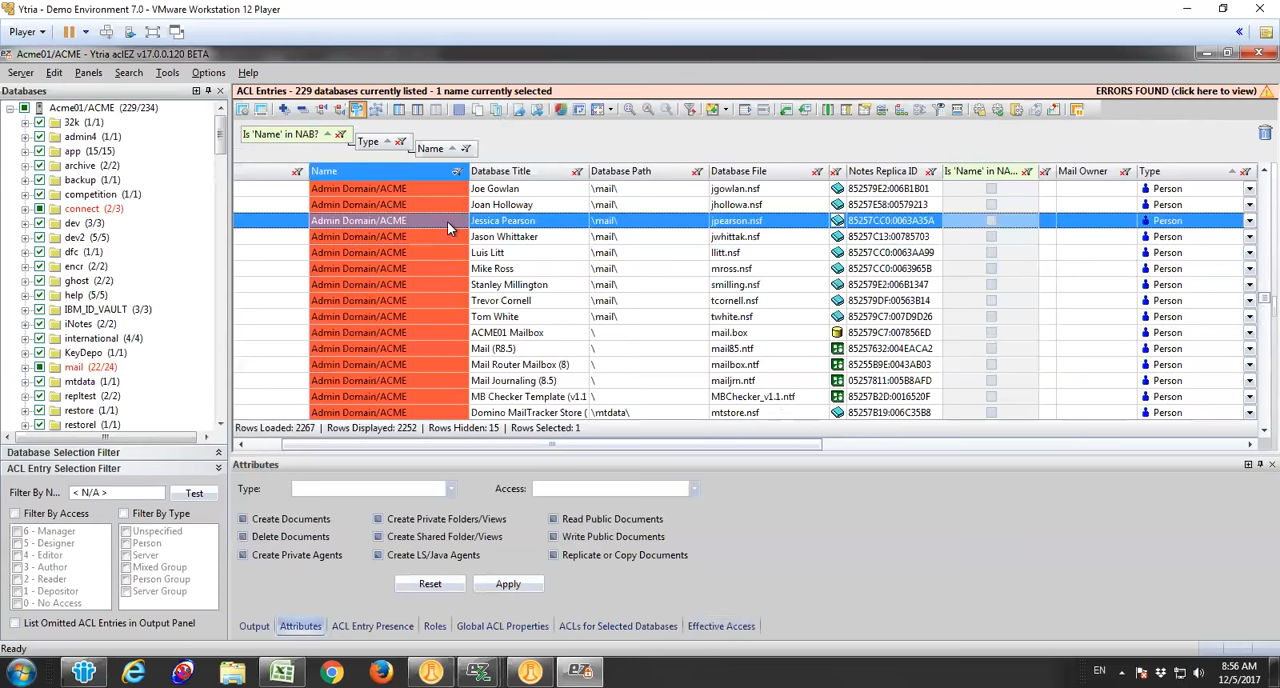 Ytria - Demo Environment 7.0 - VMware Workstation 12 Player
Player
Acme01/ACME - Ytria aclEZ v17.0.0.120 BETA
Server Edit Panels Search Tools Options Help
Databases
Acme01/ACME (229/234)
32k (1/1)
admin4 (1/1)
app (15/15)
archive (2/2)
backup (1/1)
competition (1/1)
connect (2/3)
dev (3/3)
dev2 (5/5)
dfc (1/1)
encr (2/2)
ghost (2/2)
help (5/5)
IBM_ID_VAULT (3/3)
iNotes (2/2)
international (4/4)
KeyDepo (1/1)
mail (22/24)
mtdata (1/1)
repltest (2/2)
restore (1/1)
restorel (1/1)
Database Selection Filter
ACL Entry Selection Filter
Filter By N... < N/A > Test
Filter By Access Filter By Type
6 - Manager Unspecified
5 - Designer Person
4 - Editor Server
3 - Author Mixed Group
2 - Reader Person Group
1 - Depositor Server Group
0 - No Access
List Omitted ACL Entries in Output Panel
ACL Entries - 229 databases currently listed - 1 name currently selected ERRORS FOUND (click here to view)
Is 'Name' in NAB?
Type
Name
Name Database Title Database Path Database File Notes Replica ID Is 'Name' in NA... Mail Owner Type
Admin Domain/ACME Joe Gowlan \mail\ jgowlan.nsf 852579E2:006B1B01 Person
Admin Domain/ACME Joan Holloway \mail\ jhollowa.nsf 85257E58:00579213 Person
Admin Domain/ACME Jessica Pearson \mail\ jpearson.nsf 85257CC0:0063A35A Person
Admin Domain/ACME Jason Whittaker \mail\ jwhittak.nsf 85257C13:00785703 Person
Admin Domain/ACME Luis Litt \mail\ llitt.nsf 85257CC0:0063AA99 Person
Admin Domain/ACME Mike Ross \mail\ mross.nsf 85257CC0:0063965B Person
Admin Domain/ACME Stanley Millington \mail\ smilling.nsf 852579E2:006B1347 Person
Admin Domain/ACME Trevor Cornell \mail\ tcornell.nsf 852579DF:00563B14 Person
Admin Domain/ACME Tom White \mail\ twhite.nsf 852579C7:007D9D26 Person
Admin Domain/ACME ACME01 Mailbox \ mail.box 852579C7:007856ED Person
Admin Domain/ACME Mail (R8.5) \ mail85.ntf 85257632:004EACA2 Person
Admin Domain/ACME Mail Router Mailbox (8) \ mailbox.ntf 85255B9E:0043AB03 Person
Admin Domain/ACME Mail Journaling (8.5) \ mailjrn.ntf 05257811:005B8AFD Person
Admin Domain/ACME MB Checker Template (v1.1 \ MBChecker_v1.1.ntf 85257B2D:0016520F Person
Admin Domain/ACME Domino MailTracker Store ( \mtdata\ mtstore.nsf 85257B19:006C35B8 Person
Rows Loaded: 2267 | Rows Displayed: 2252 | Rows Hidden: 15 | Rows Selected: 1
Attributes
Type: Access:
Create Documents Create Private Folders/Views Read Public Documents
Delete Documents Create Shared Folder/Views Write Public Documents
Create Private Agents Create LS/Java Agents Replicate or Copy Documents
Reset Apply
Output Attributes ACL Entry Presence Roles Global ACL Properties ACLs for Selected Databases Effective Access
Ready
EN 8:56 AM
12/5/2017